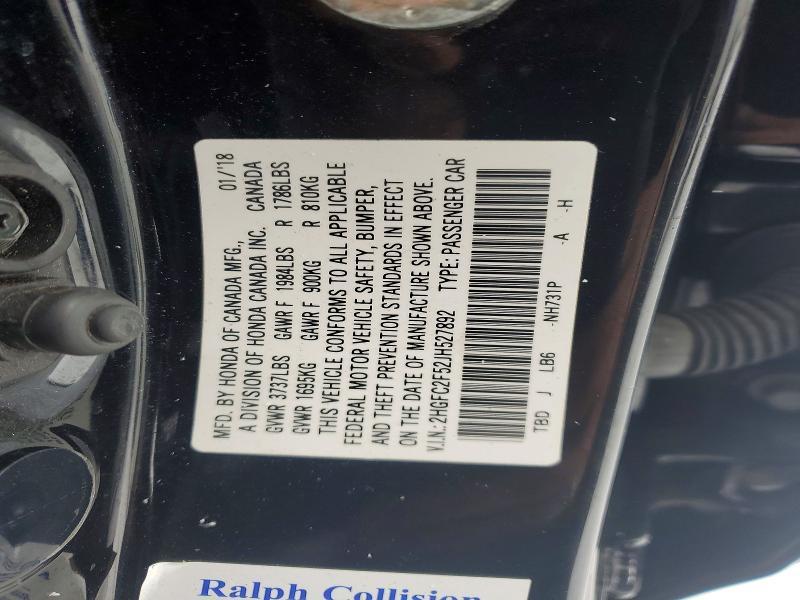 MFD. BY HONDA OF CANADA MFG., 01/'18
A DIVISION OF HONDA CANADA INC. CANADA
GVWR 3737LBS GAWR F 1984LBS R 1786LBS
GVWR 1695KG GAWR F 900KG R 810KG
THIS VEHICLE CONFORMS TO ALL APPLICABLE
FEDERAL MOTOR VEHICLE SAFETY, BUMPER,
AND THEFT PREVENTION STANDARDS IN EFFECT
ON THE DATE OF MANUFACTURE SHOWN ABOVE.
V.I.N.: 2HGFC2F52JH527892 TYPE: PASSENGER CAR
TBD J LB6 -NH731P -A -H
Ralph Collision